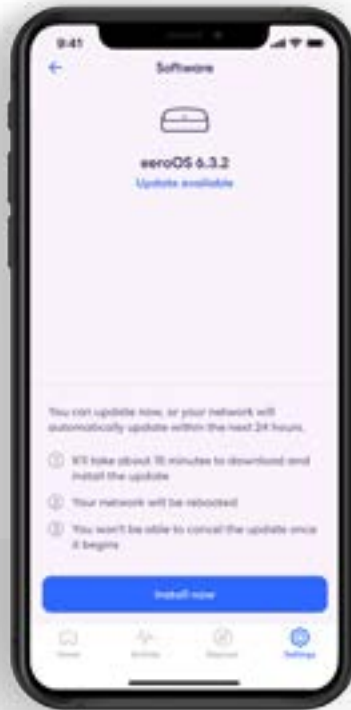 9:41
Software
eeroOS 6.3.2
Update available
You can update now, or your network will
automatically update within the next 24 hours.
It'll take about 15 minutes to download and
install the update
Your network will be rebooted
You won't be able to cancel the update once
it begins
Install now
Home
Activity
Discover
Settings